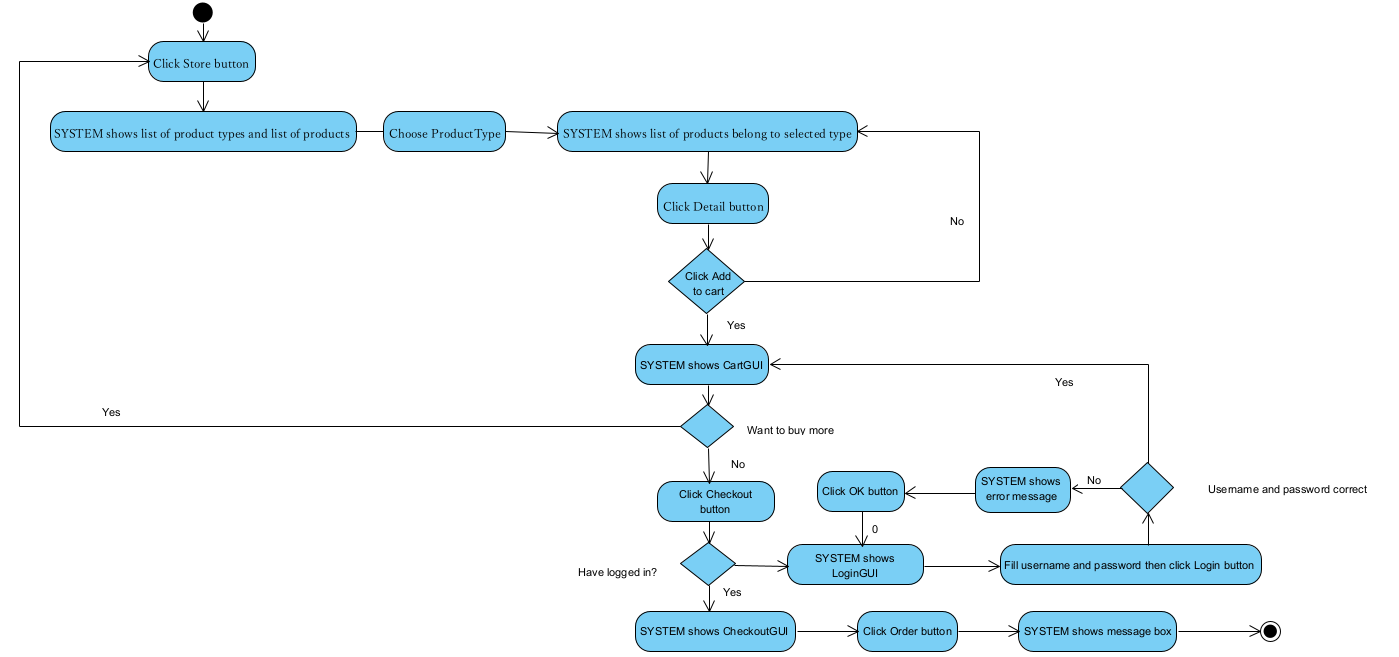 Click Store button
SYSTEM shows list of product types and list of products
Choose ProductType
SYSTEM shows list of products belong to selected type
Click Detail button
No
Click Add
to cart
Yes
SYSTEM shows CartGUI
Yes
Yes
Want to buy more
No
Click Checkout
button
Click OK button
SYSTEM shows
error message
No
Username and password correct
0
Have logged in?
SYSTEM shows
LoginGUI
Fill username and password then click Login button
Yes
SYSTEM shows CheckoutGUI
Click Order button
SYSTEM shows message box